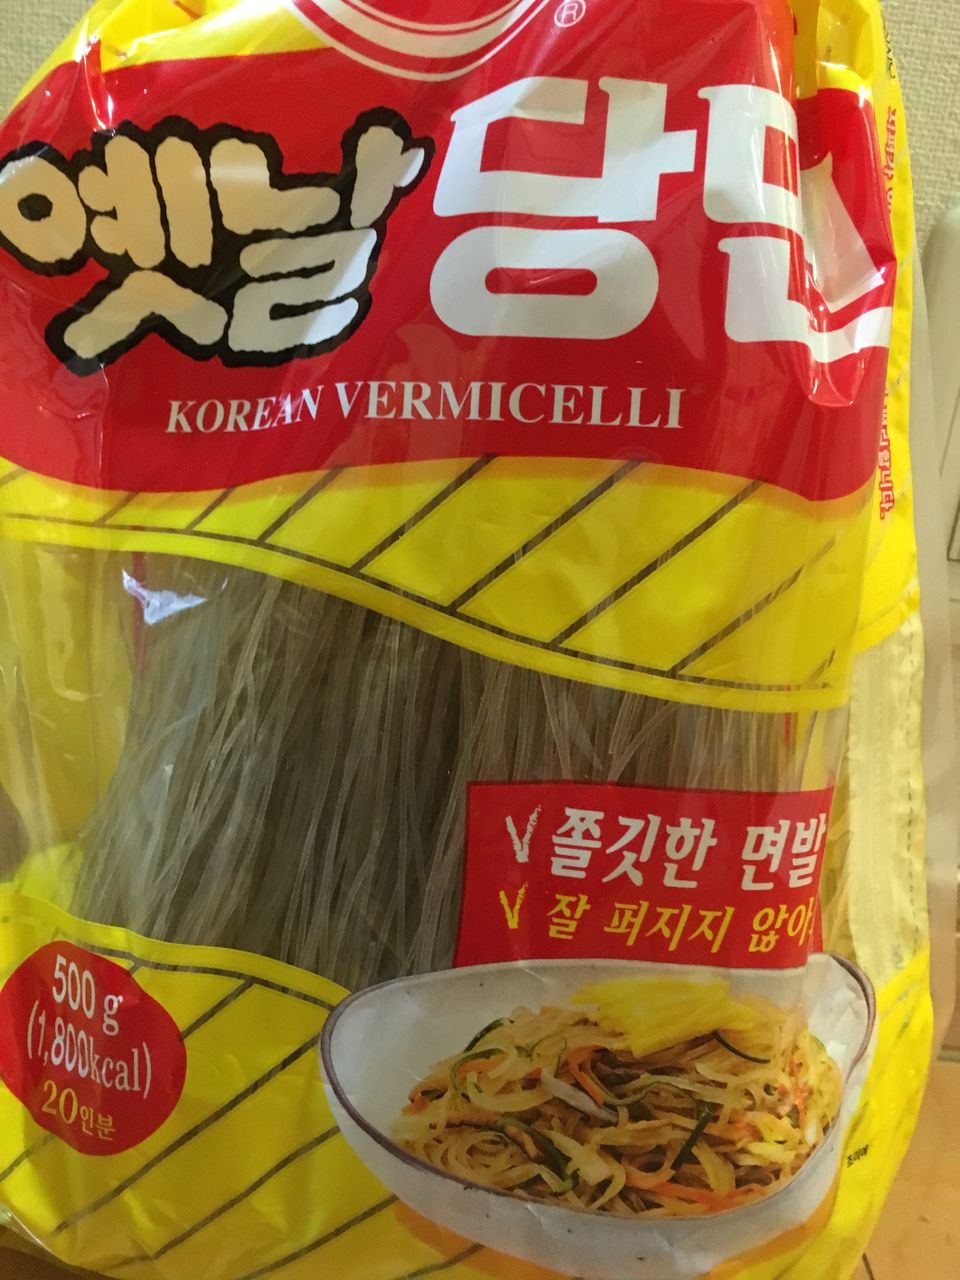 ®
옛날 당면
KOREAN VERMICELLI
쫄깃한 면발
잘 퍼지지 않아
500 g
(1,800kcal)
20인분